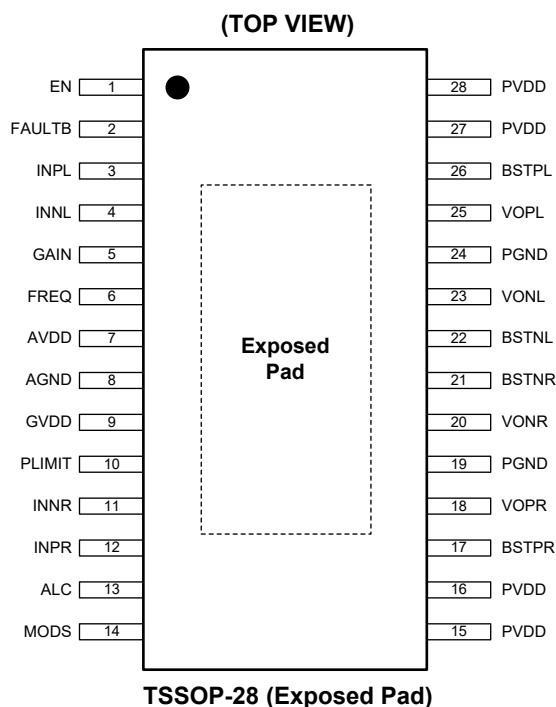 (TOP VIEW)
EN 1 28 PVDD
FAULTB 2 27 PVDD
INPL 3 26 BSTPL
INNL 4 25 VOPL
GAIN 5 24 PGND
FREQ 6 23 VONL
AVDD 7 22 BSTNL
AGND 8 21 BSTNR
GVDD 9 20 VONR
PLIMIT 10 19 PGND
INNR 11 18 VOPR
INPR 12 17 BSTPR
ALC 13 16 PVDD
MODS 14 15 PVDD
Exposed
Pad
TSSOP-28 (Exposed Pad)